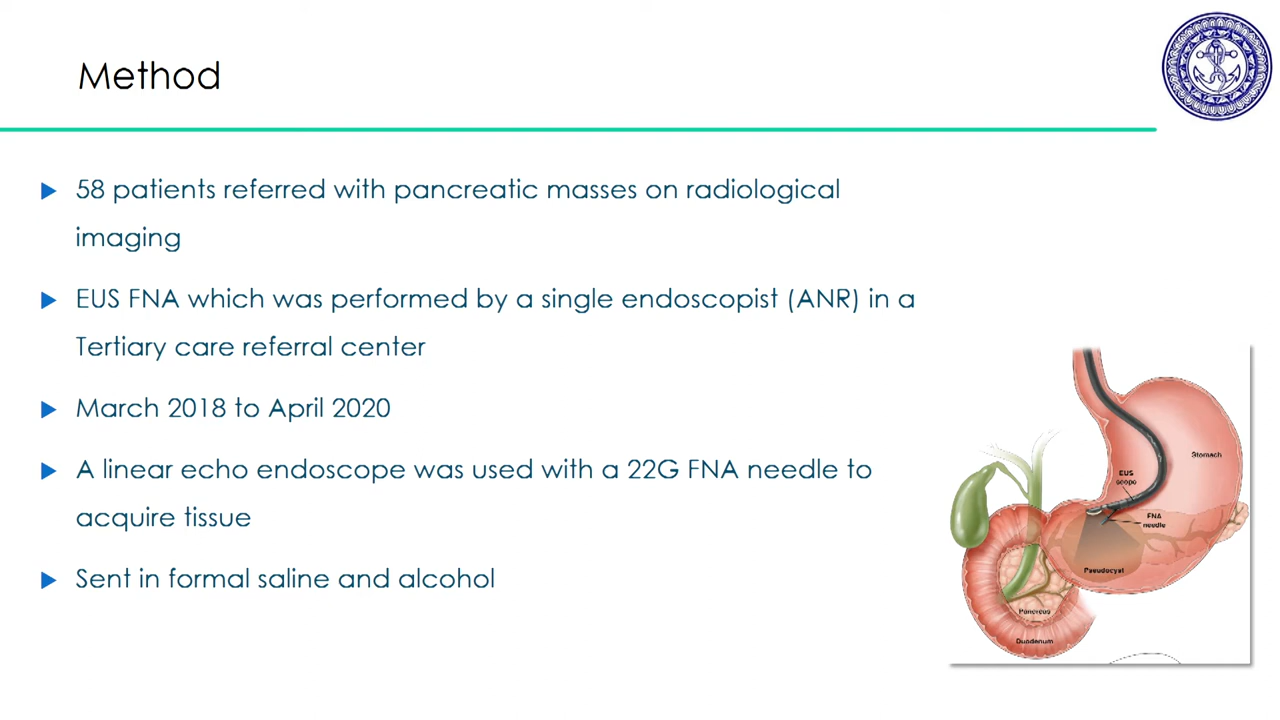 Method
58 patients referred with pancreatic masses on radiological
imaging
EUS FNA which was performed by a single endoscopist (ANR) in a
Tertiary care referral center
March 2018 to April 2020
A linear echo endoscope was used with a 22G FNA needle to
acquire tissue
Sent in formal saline and alcohol
Stomach
EUS
scope
FNA
needle
Pseudocyst
Pancreas
Duodenum